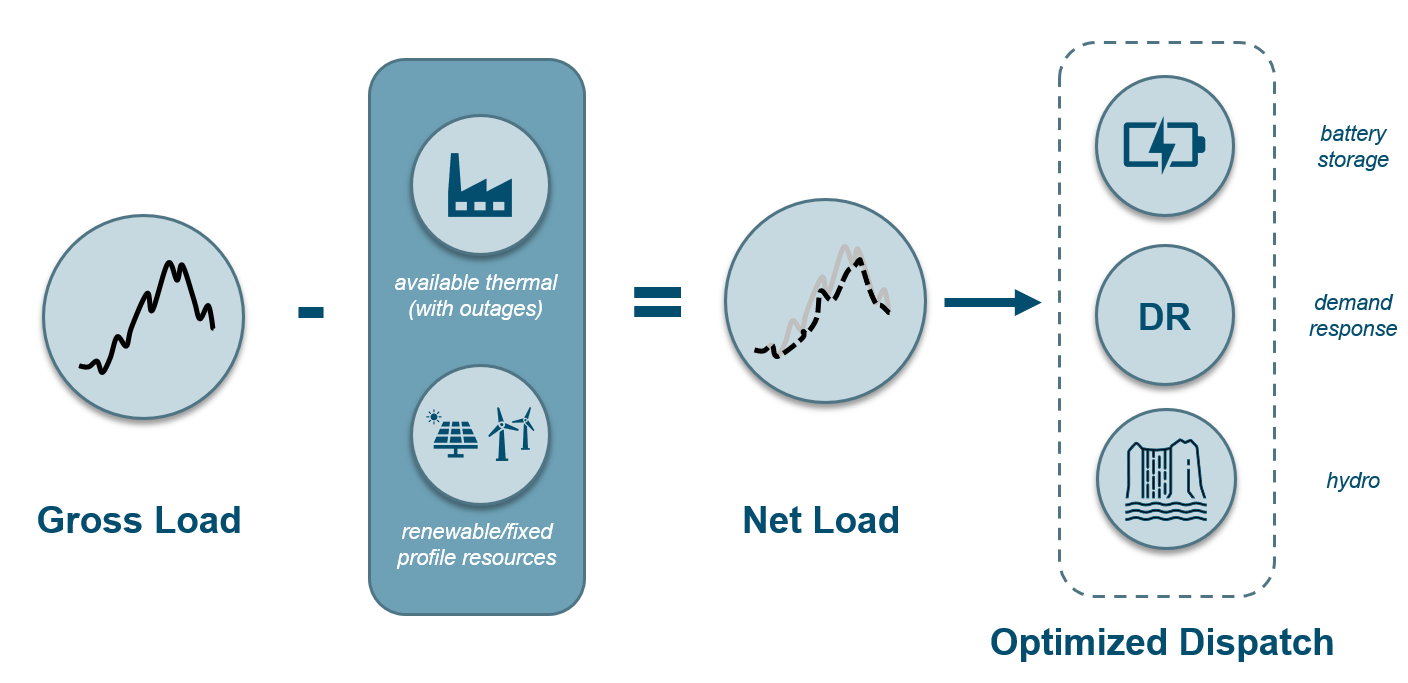 Gross Load
-
available thermal
(with outages)
renewable/fixed
profile resources
=
Net Load
battery
storage
DR
demand
response
hydro
Optimized Dispatch